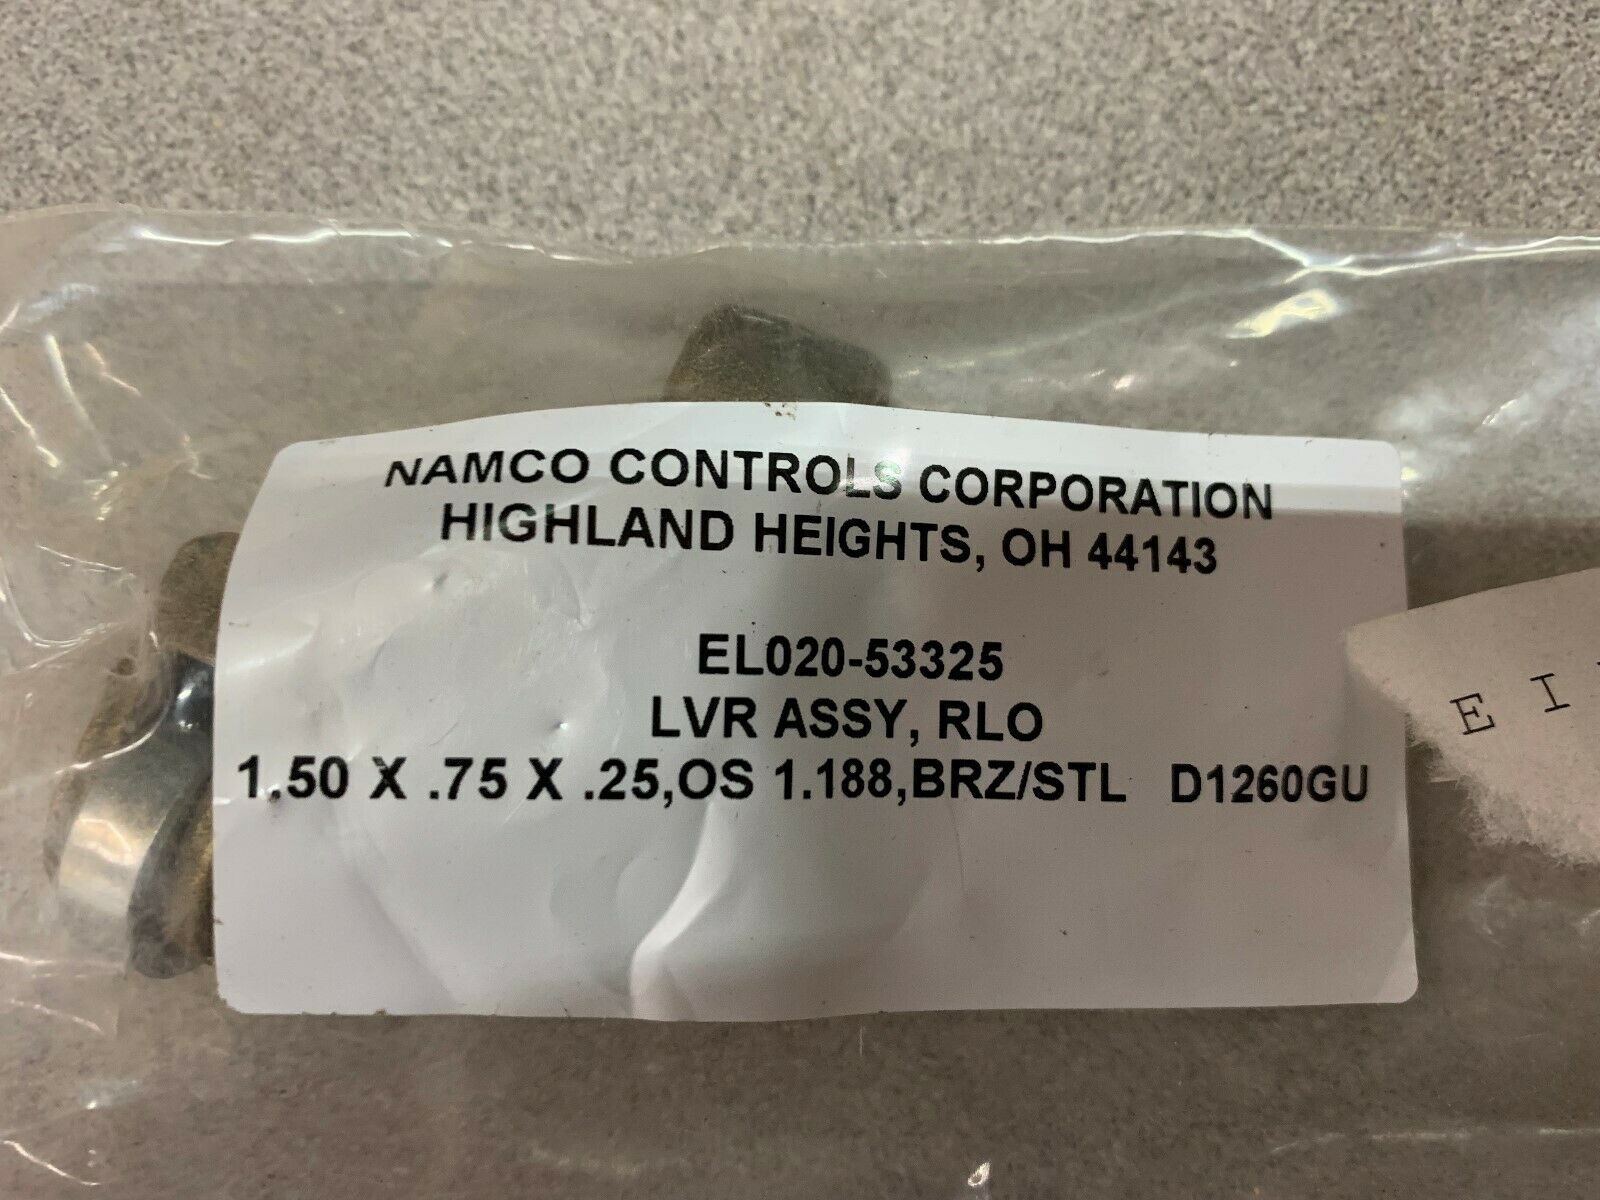 NAMCO CONTROLS CORPORATION
HIGHLAND HEIGHTS, OH 44143
EL020-53325
LVR ASSY, RLO
1.50 X .75 X .25,OS 1.188,BRZ/STL D1260GU
E I